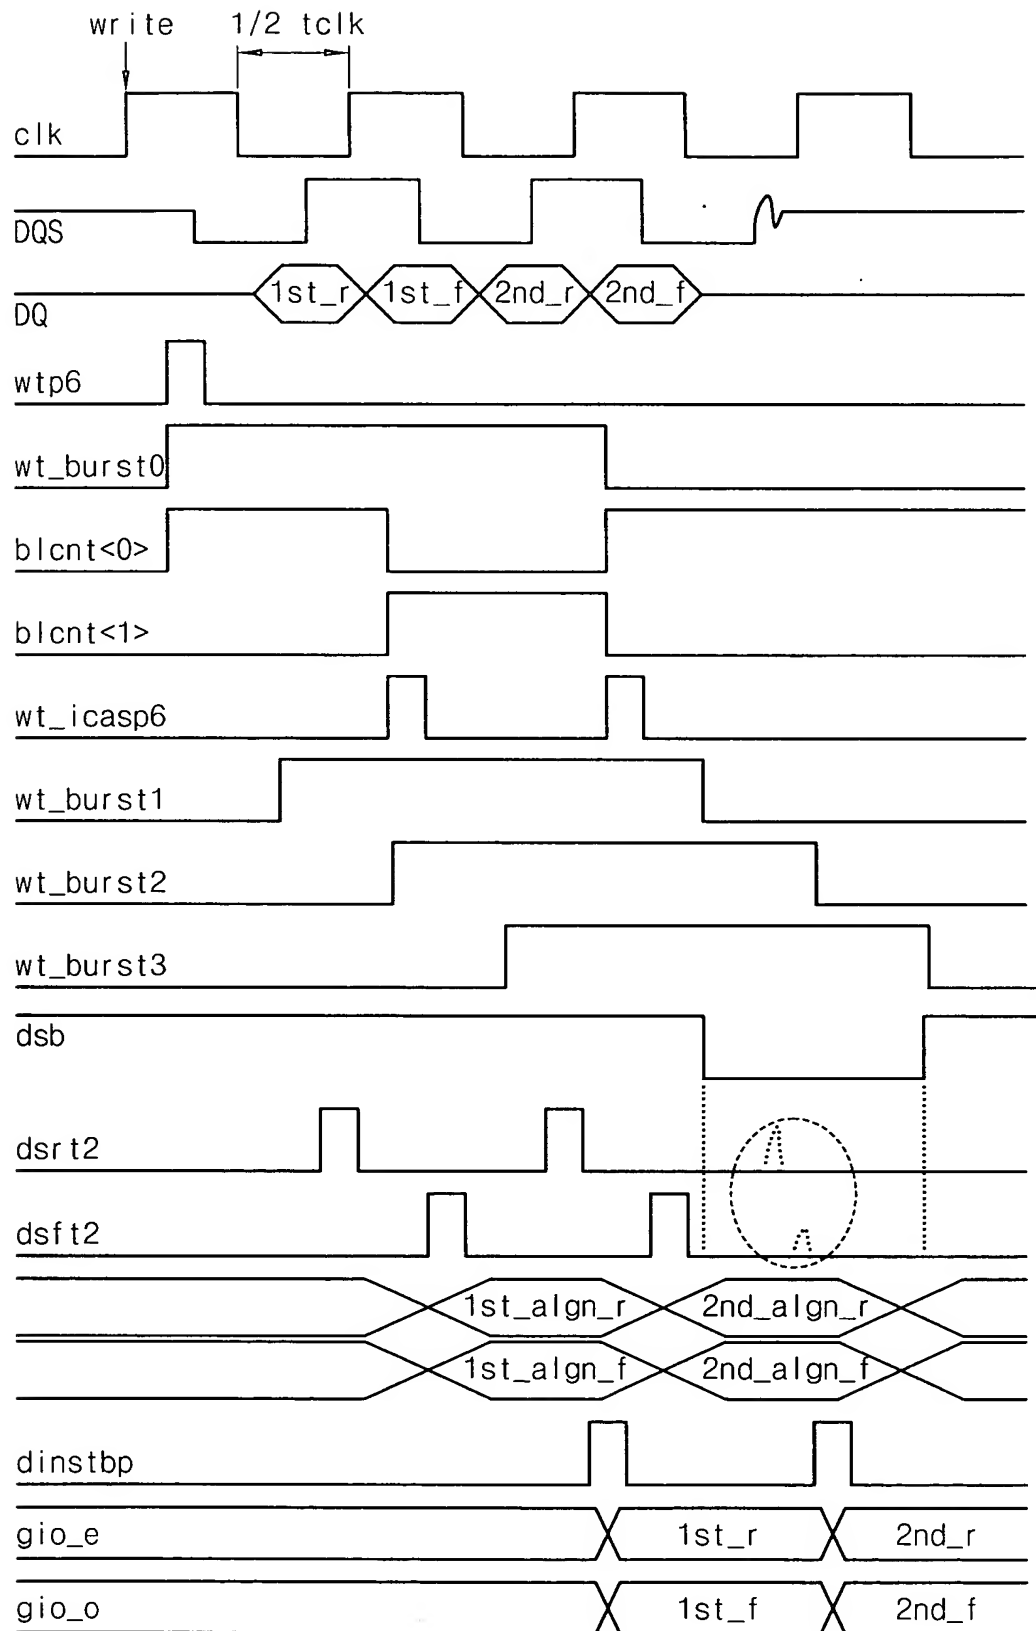 write 1/2 tclk
clk
DQS
DQ 1st_r 1st_f 2nd_r 2nd_f
wtp6
wt_burst0
blcnt<0>
blcnt<1>
wt_icasp6
wt_burst1
wt_burst2
wt_burst3
dsb
dsrt2
dsft2
1st_algn_r 2nd_algn_r
1st_algn_f 2nd_algn_f
dinstbp
gio_e 1st_r 2nd_r
gio_o 1st_f 2nd_f